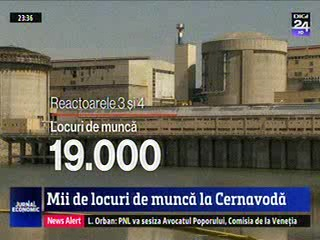 23:36
DIGI
24
Reactoarele 3 și 4
Locuri de muncă
19.000
JURNAL
ECONOMIC
Mii de locuri de muncă la Cernavodă
News Alert
L. Orban: PNL va sesiza Avocatul Poporului, Comisia de la Veneția